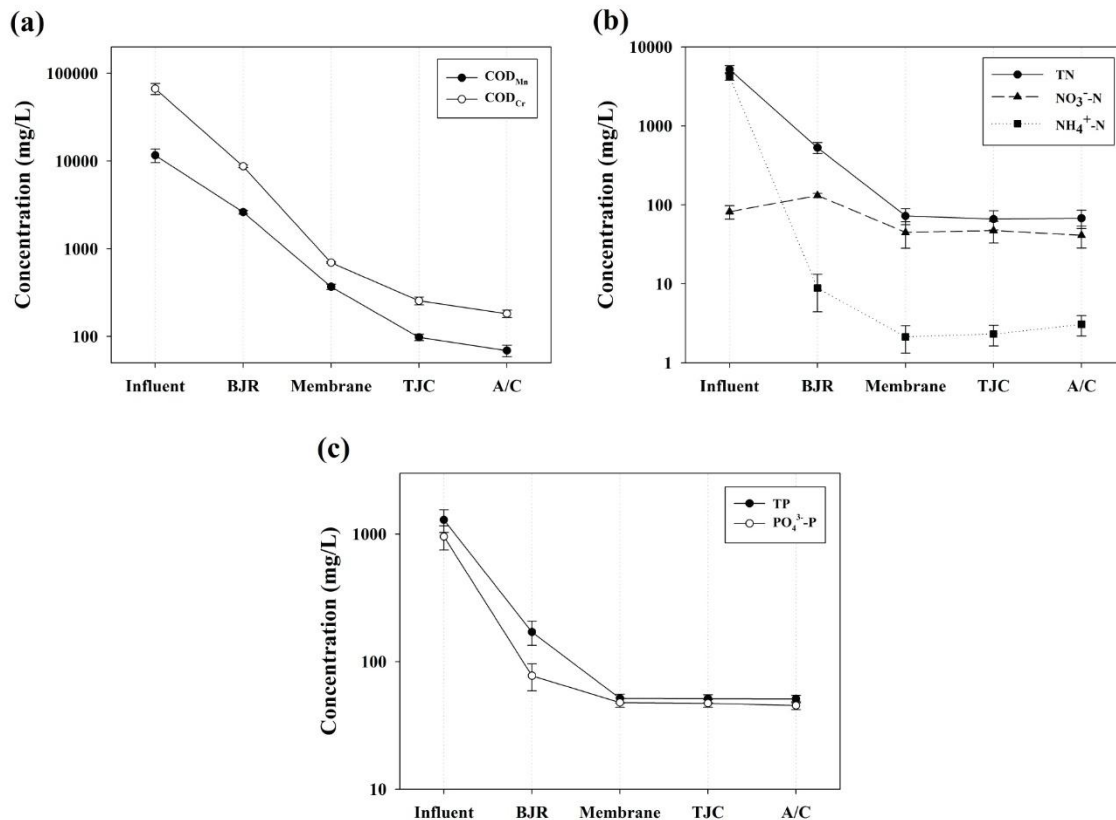 (a)
Concentration (mg/L)
100000
10000
1000
100
COD_Mn
COD_Cr
Influent BJR Membrane TJC A/C
(b)
Concentration (mg/L)
10000
1000
100
10
1
TN
NO₃⁻-N
NH₄⁺-N
Influent BJR Membrane TJC A/C
(c)
Concentration (mg/L)
1000
100
10
TP
PO₄³⁻-P
Influent BJR Membrane TJC A/C